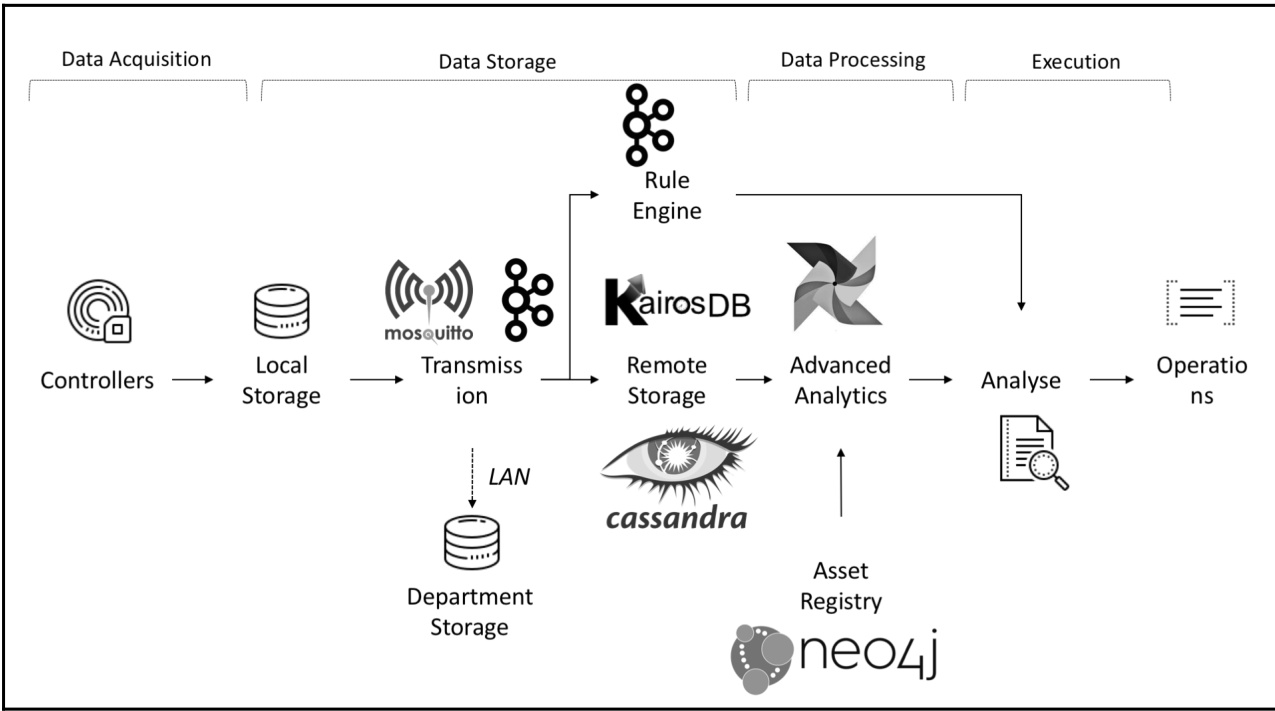 Data Acquisition
Data Storage
Data Processing
Execution
Rule
Engine
mosquitto
KairosDB
Controllers
Local
Storage
Transmiss
ion
Remote
Storage
Advanced
Analytics
Analyse
Operatio
ns
LAN
cassandra
Department
Storage
Asset
Registry
neo4j